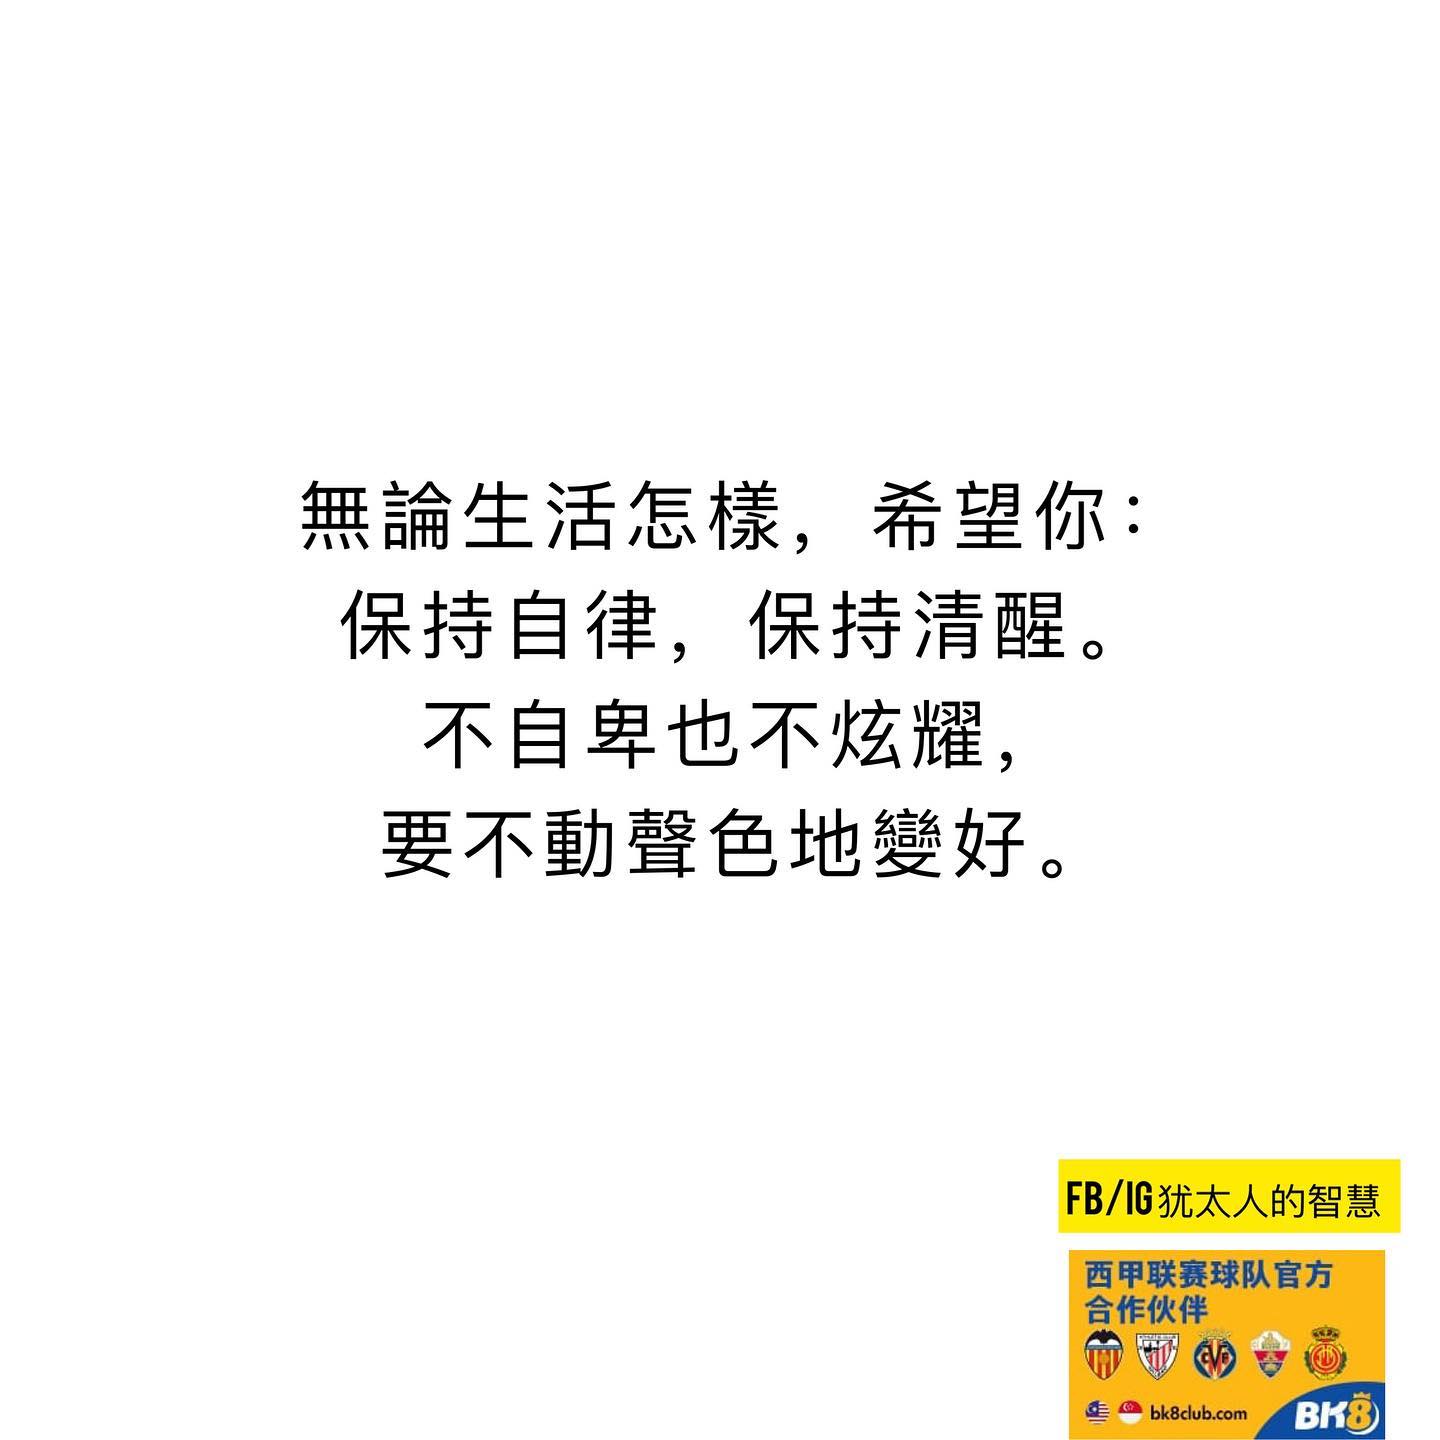 無論生活怎樣，希望你：
保持自律，保持清醒。
不自卑也不炫耀，
要不動聲色地變好。
FB/IG犹太人的智慧
西甲联赛球队官方
合作伙伴
bk8club.com
BK8